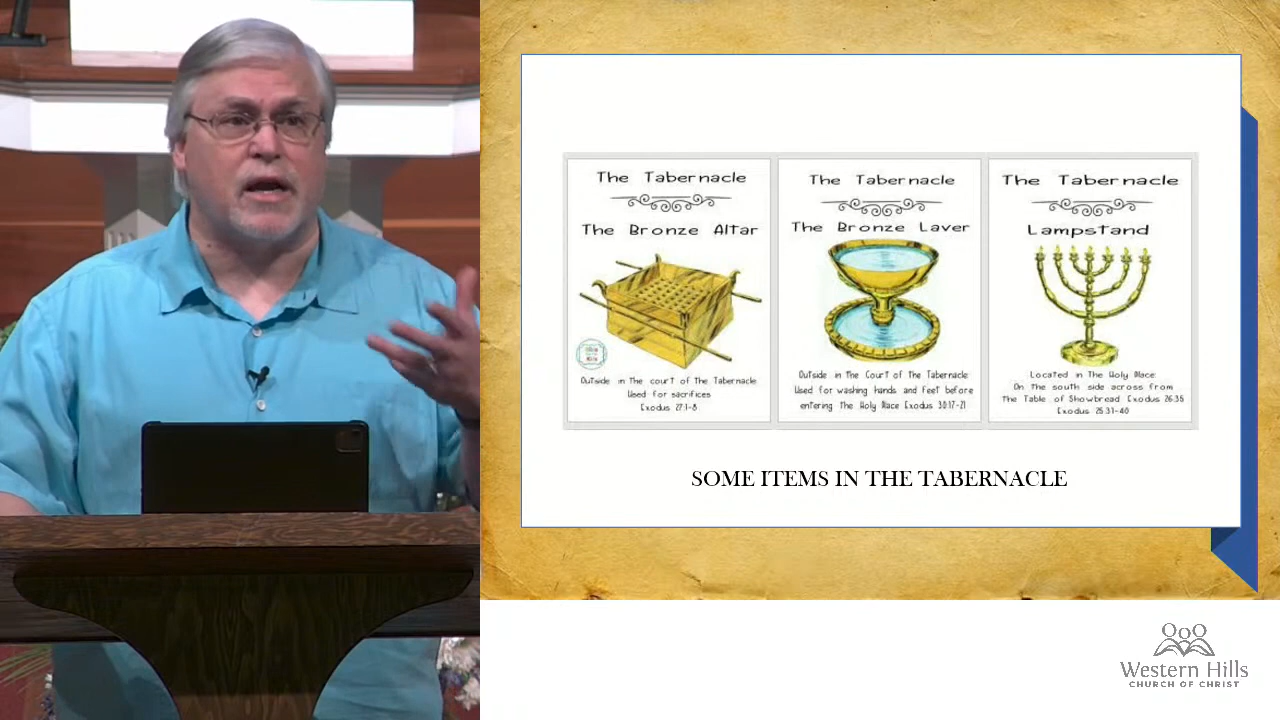 The Tabernacle
The Bronze Altar
Outside in the court of the Tabernacle
Used for sacrifices
Exodus 27:1-8
The Tabernacle
The Bronze Laver
Outside in the Court of the Tabernacle
Used for washing hands and feet before
entering the Holy Place Exodus 30:17-21
The Tabernacle
Lampstand
Located in The Holy Place
On the south side across from
the Table of Showbread Exodus 26:35
Exodus 25:31-40
SOME ITEMS IN THE TABERNACLE
Western Hills
CHURCH OF CHRIST